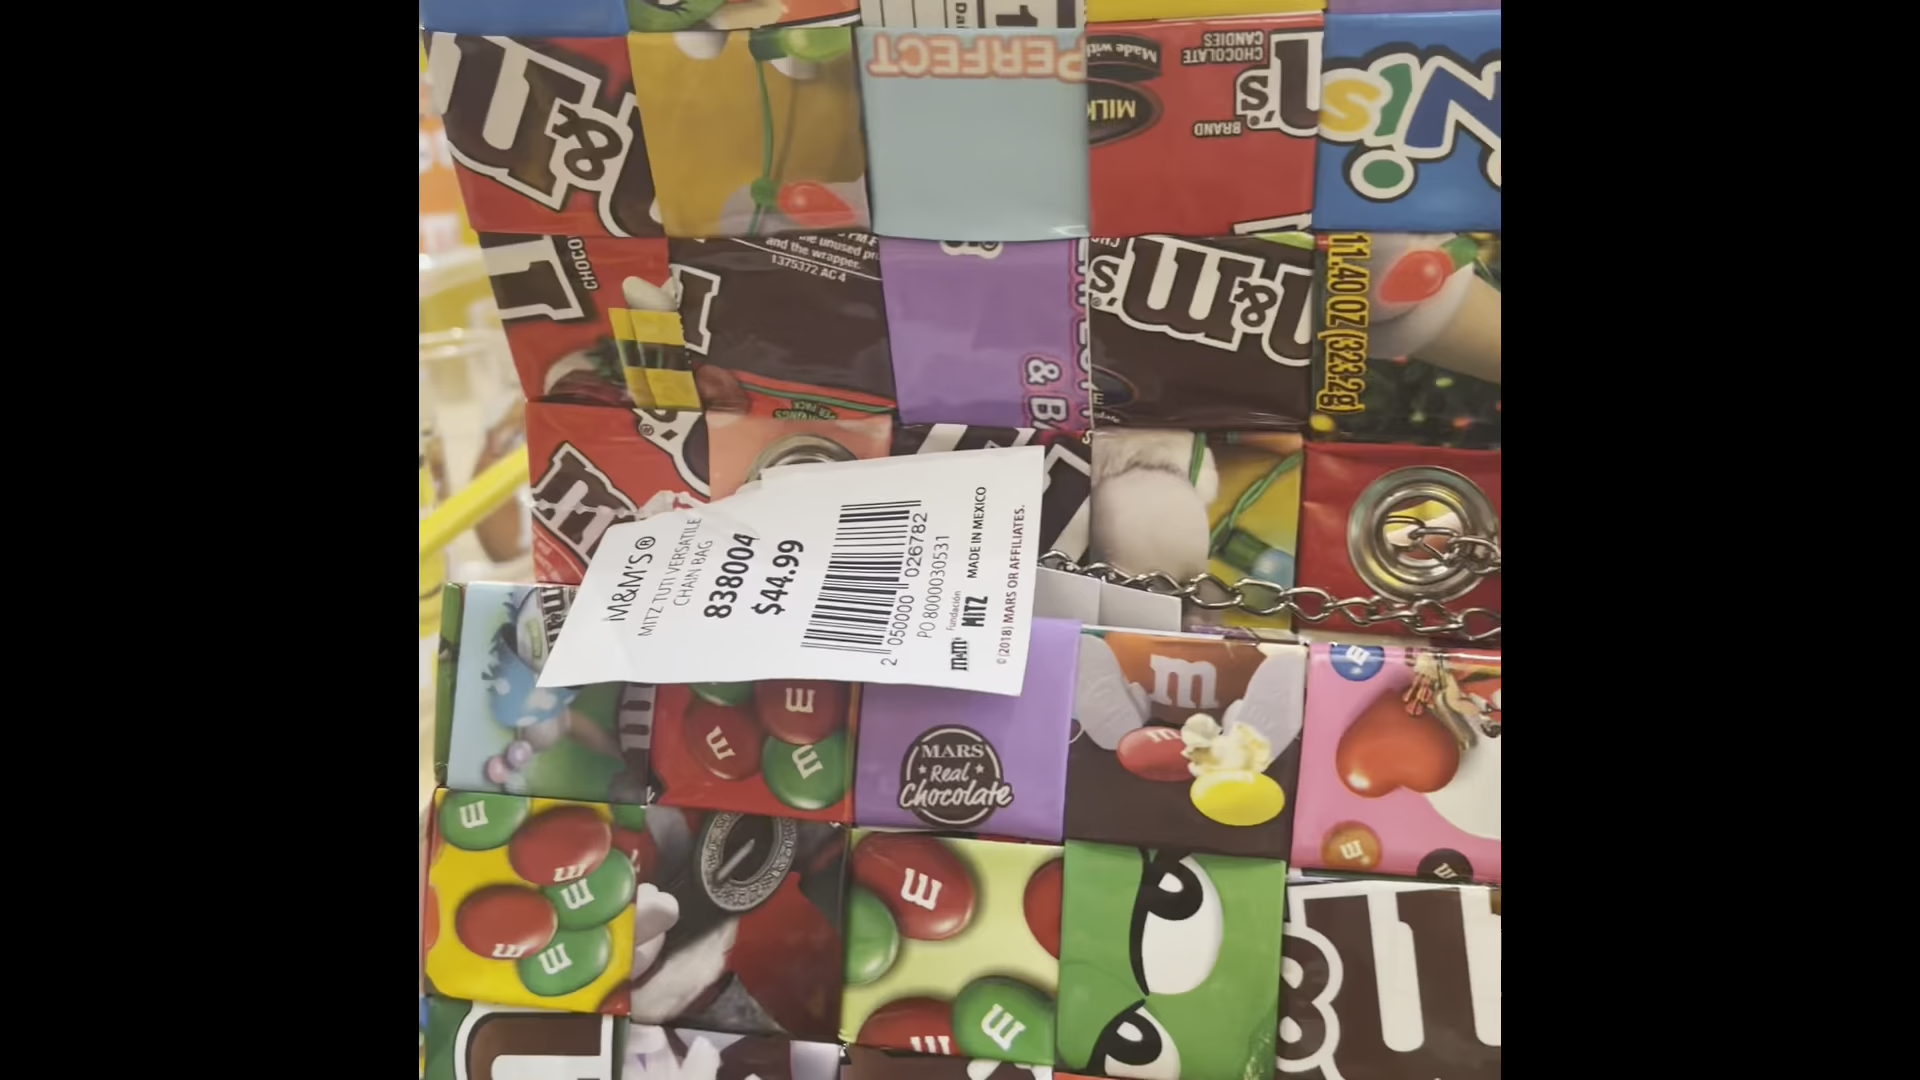 1
Dai
PERFECT
Made with
MILK
CHOCOLATE
CANDIES
m's
BRAND
m&
CHOCO
the unused pr
and the wrapper.
1375372 AC 4
& B
m&m's
11.40 OZ (323.2g)
M&M'S®
MITZ TUTI VERSATILE
CHAIN BAG
838004
$44.99
2 050000 026782
PO 8000030531
m&m's Fundación MITZ MADE IN MEXICO
© (2018) MARS OR AFFILIATES.
m
m
m
m
MARS
Real
Chocolate
m
m
m
m
m
m
m
m
m
m
m
m
m
&m